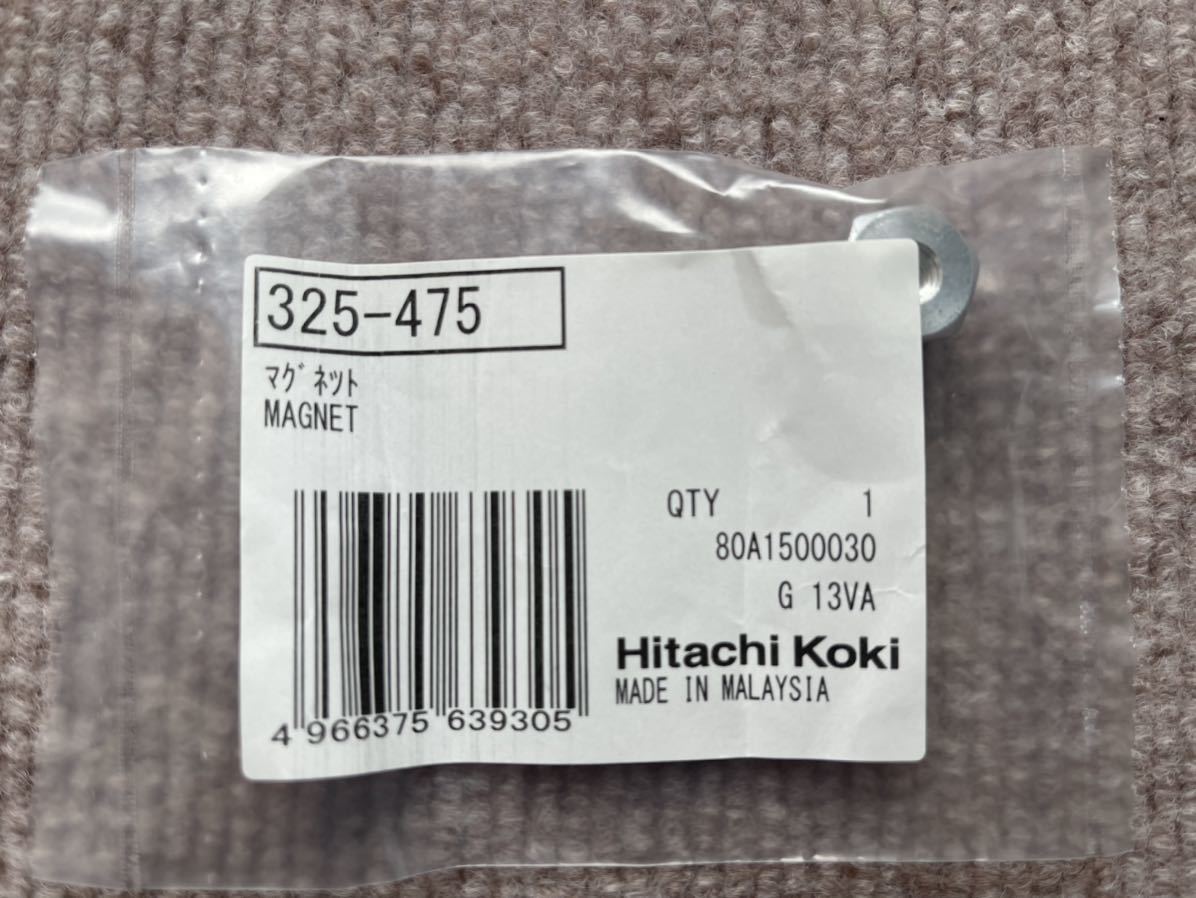 325-475
ﾏｸﾞﾈｯﾄ
MAGNET
QTY 1
80A1500030
G 13VA
Hitachi Koki
MADE IN MALAYSIA
4 966375 639305